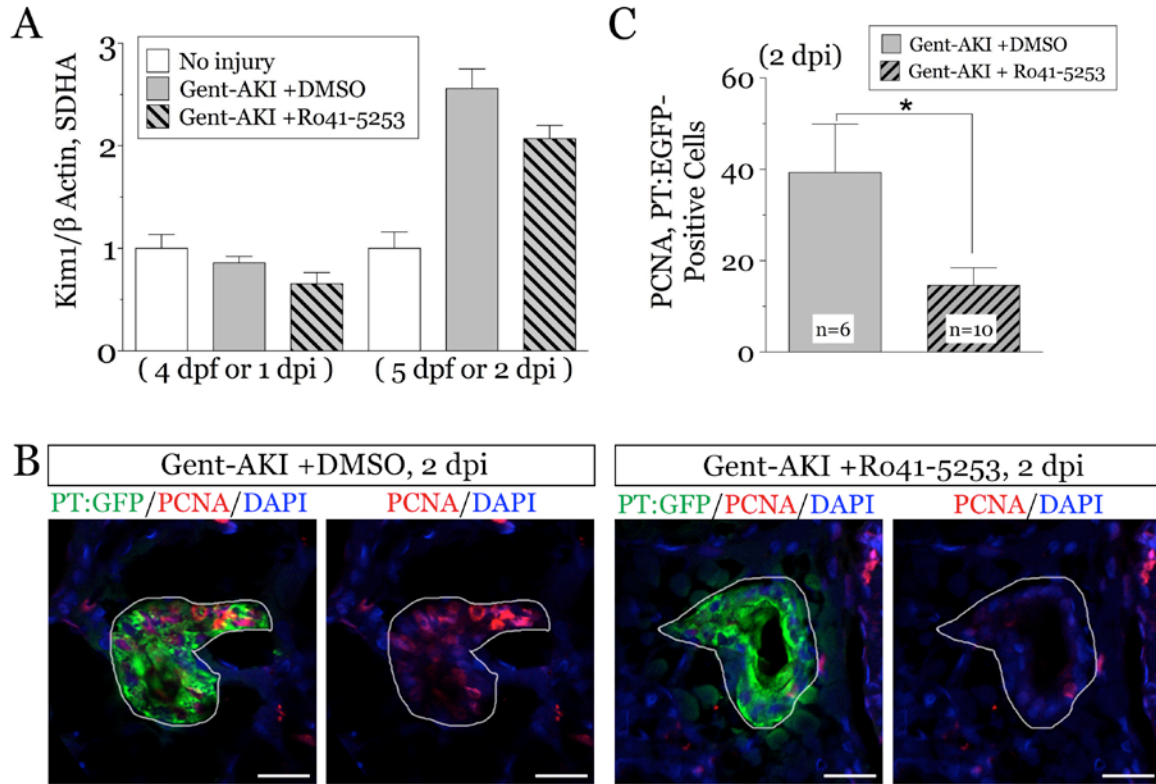 A
Kim1/β Actin, SDHA
3
2
1
0
No injury
Gent-AKI +DMSO
Gent-AKI +Ro41-5253
( 4 dpf or 1 dpi )
( 5 dpf or 2 dpi )
C
Gent-AKI +DMSO
Gent-AKI + Ro41-5253
(2 dpi)
PCNA, PT:EGFP-
Positive Cells
60
40
20
0
*
n=6
n=10
B
Gent-AKI +DMSO, 2 dpi
PT:GFP/PCNA/DAPI
PCNA/DAPI
Gent-AKI +Ro41-5253, 2 dpi
PT:GFP/PCNA/DAPI
PCNA/DAPI